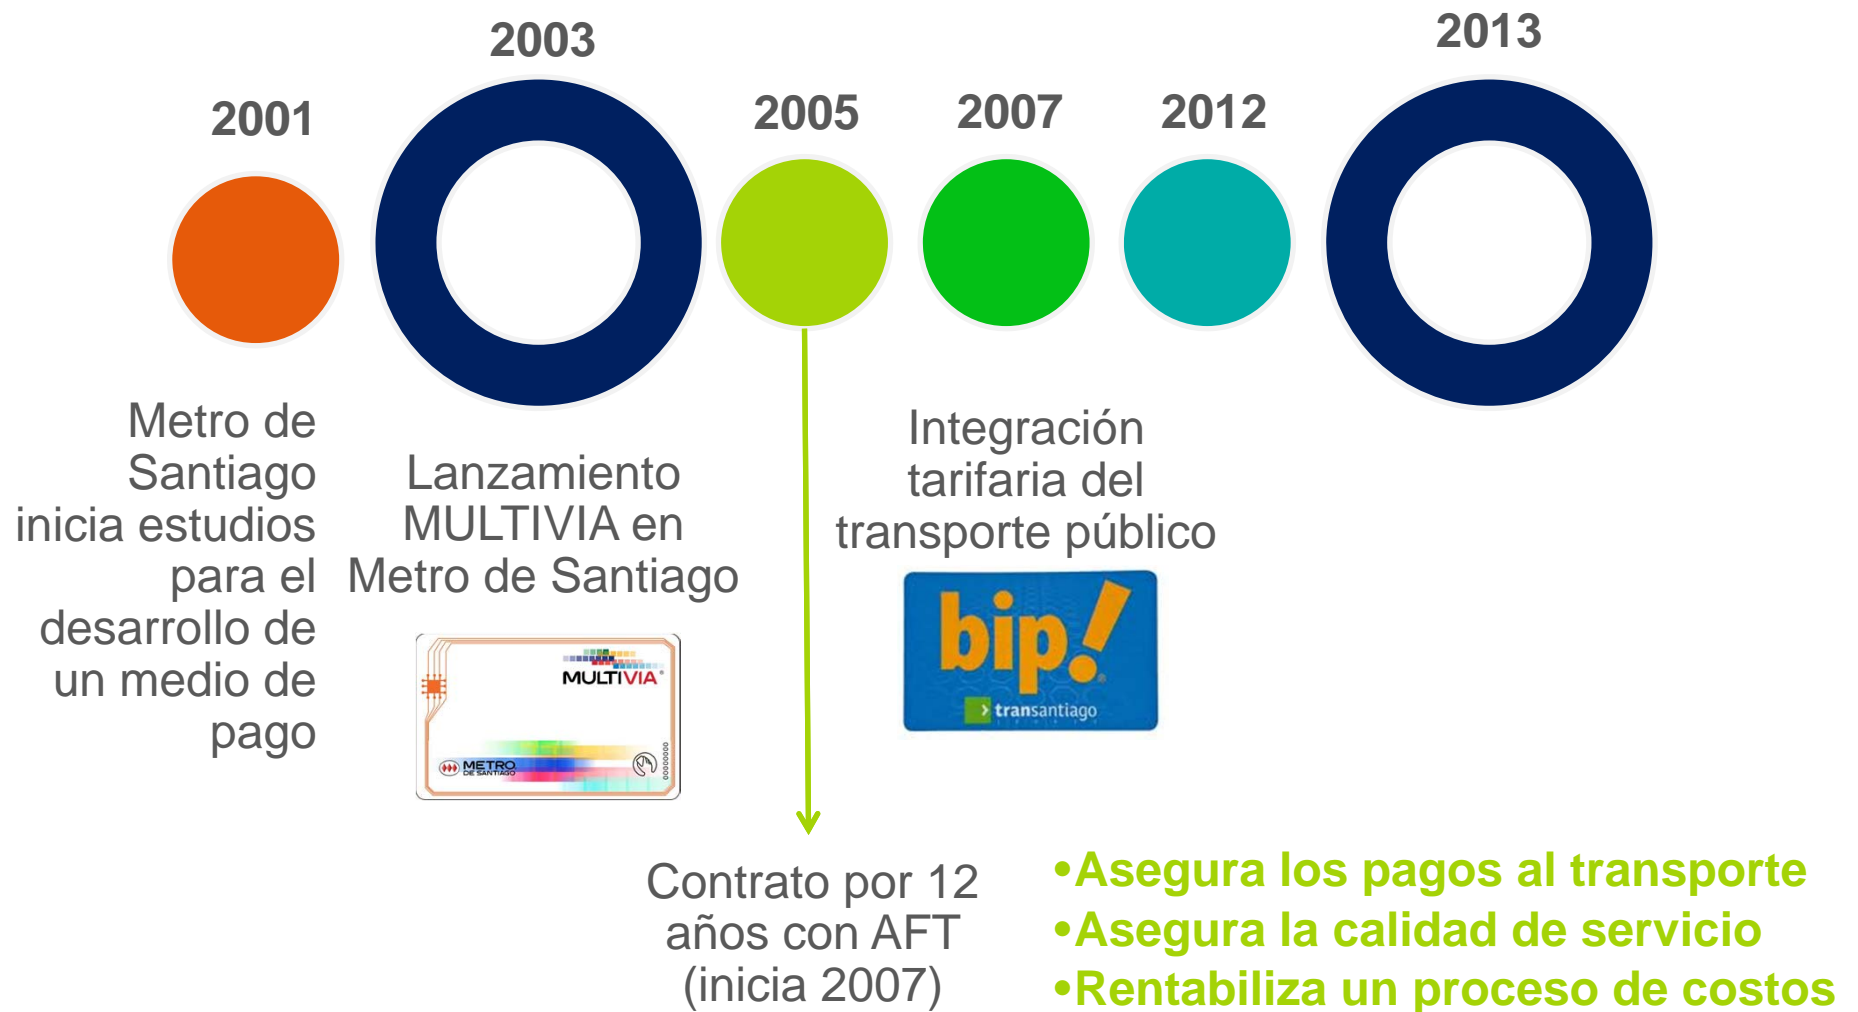 2001
2003
2005
2007
2012
2013
Metro de
Santiago
inicia estudios
para el
desarrollo de
un medio de
pago
Lanzamiento
MULTIVIA en
Metro de Santiago
MULTIVIA
METRO
DE SANTIAGO
00000000
Integración
tarifaria del
transporte público
bip!
transantiago
Contrato por 12
años con AFT
(inicia 2007)
•Asegura los pagos al transporte
•Asegura la calidad de servicio
•Rentabiliza un proceso de costos